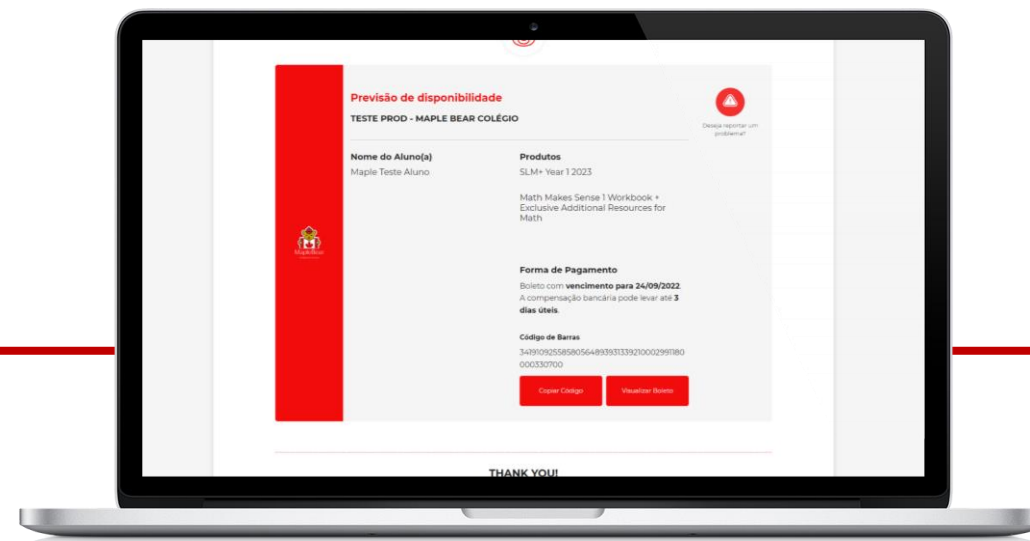 Previsão de disponibilidade
TESTE PROD - MAPLE BEAR COLÉGIO
Deseja reportar um
problema?
Nome do Aluno(a)
Maple Teste Aluno
Produtos
SLM+ Year 1 2023
Math Makes Sense 1 Workbook +
Exclusive Additional Resources for
Math
MapleBear
Forma de Pagamento
Boleto com vencimento para 24/09/2022.
A compensação bancária pode levar até 3
dias úteis.
Código de Barras
34191092558580564893931339210002991180
000330700
Copiar Código
Visualizar Boleto
THANK YOU!